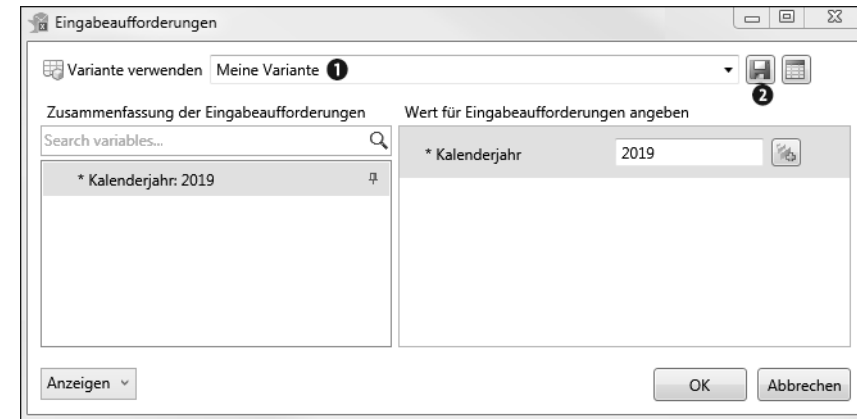 Eingabeaufforderungen
Variante verwenden Meine Variante ❶
❷
Zusammenfassung der Eingabeaufforderungen
Wert für Eingabeaufforderungen angeben
Search variables...
* Kalenderjahr: 2019
* Kalenderjahr 2019
Anzeigen
OK Abbrechen